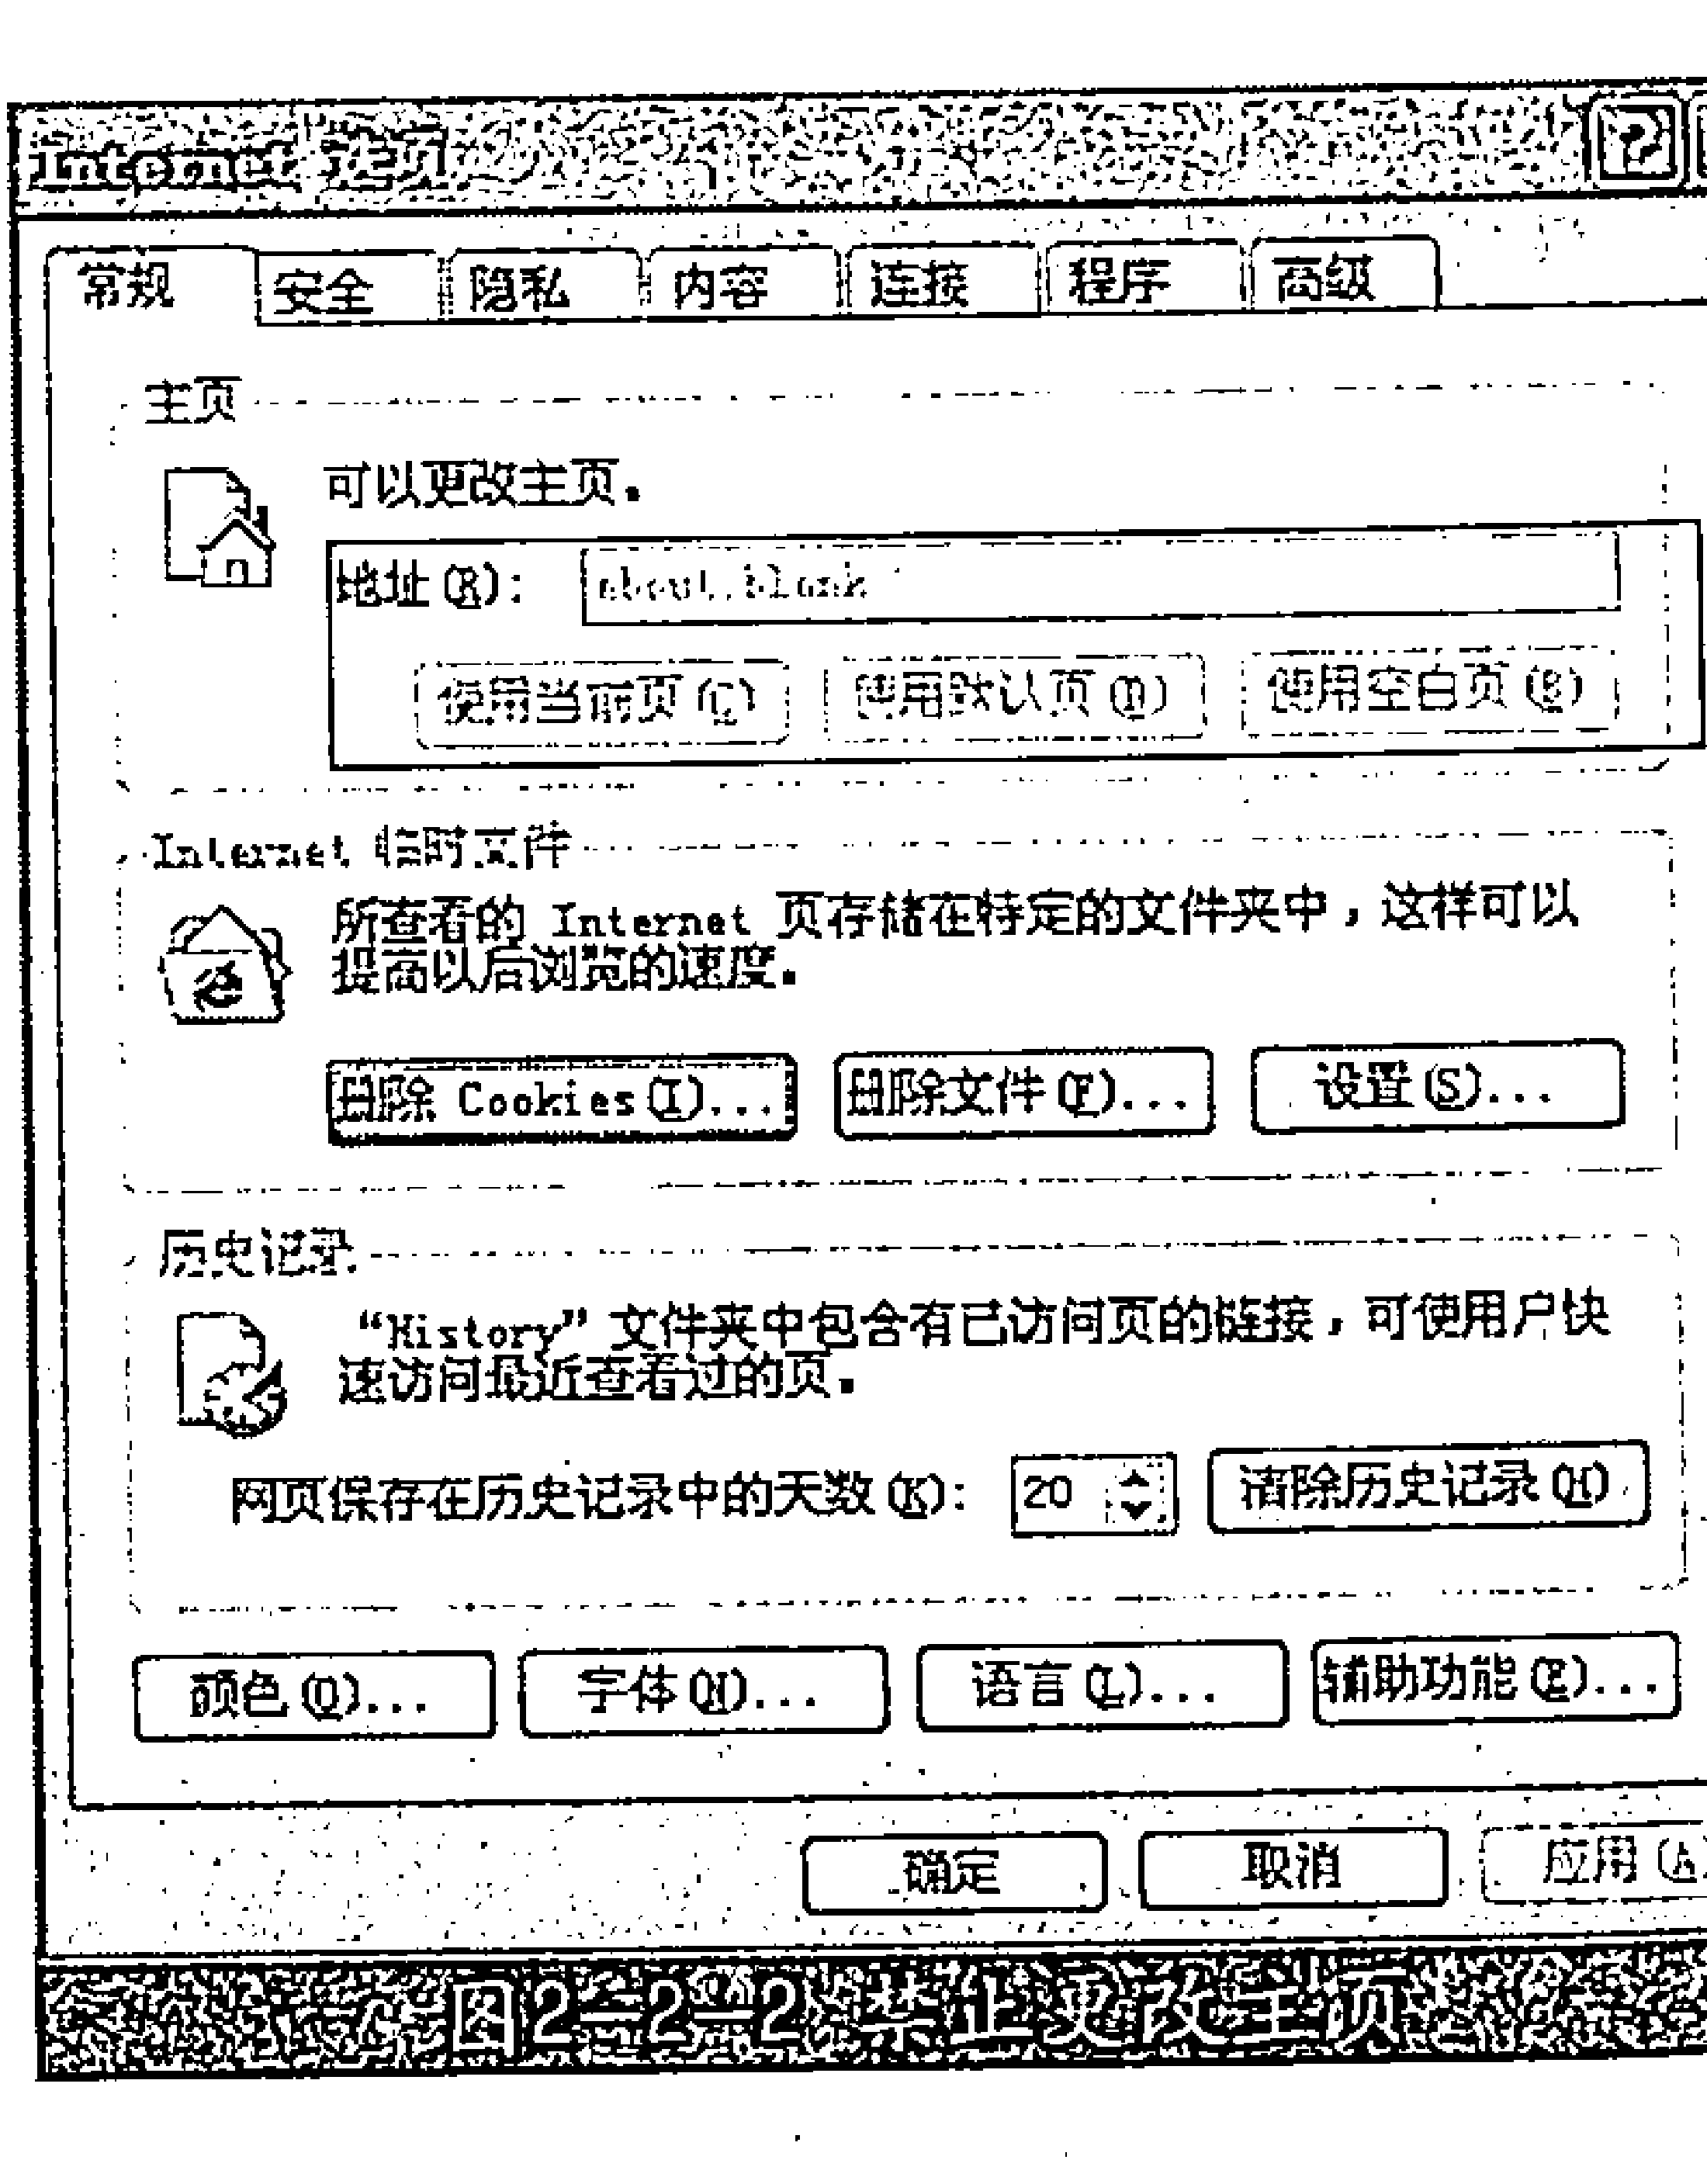 Internet 选项
常规 安全 隐私 内容 连接 程序 高级
主页
可以更改主页。
地址(R): about:blank
使用当前页(C) 使用默认页(D) 使用空白页(B)
Internet 临时文件
所查看的 Internet 页存储在特定的文件夹中，这样可以
提高以后浏览的速度。
删除 Cookies(I)... 删除文件(F)... 设置(S)...
历史记录
“History”文件夹中包含有已访问页的链接，可使用户快
速访问最近查看过的页。
网页保存在历史记录中的天数(K): 20 清除历史记录(H)
颜色(O)... 字体(N)... 语言(L)... 辅助功能(E)...
确定 取消 应用(A
图2-2-2 禁止更改主页